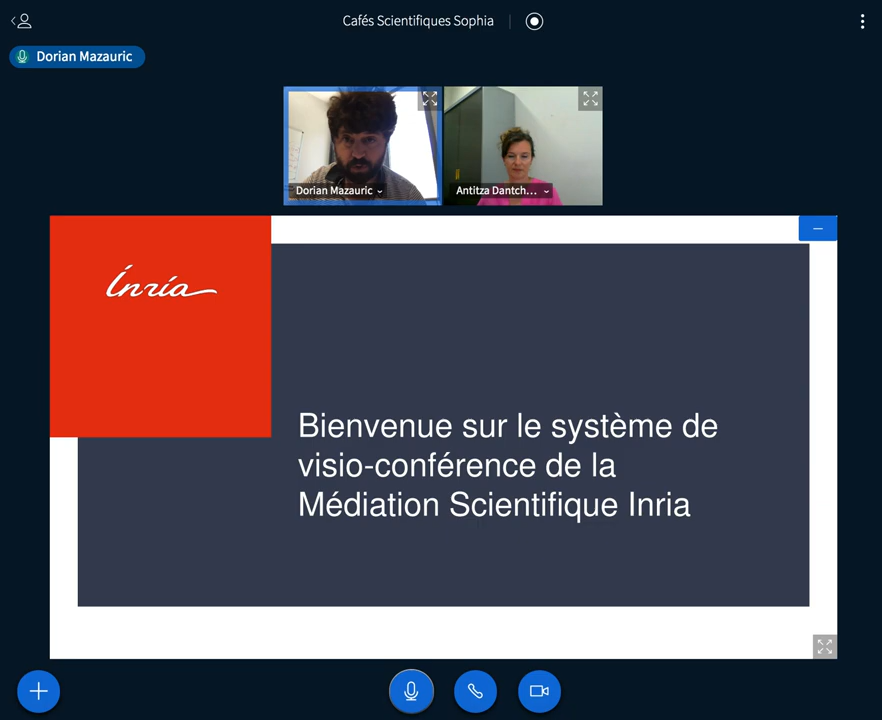 Cafés Scientifiques Sophia
Dorian Mazauric
Dorian Mazauric
Antitza Dantch...
Inria
Bienvenue sur le système de
visio-conférence de la
Médiation Scientifique Inria